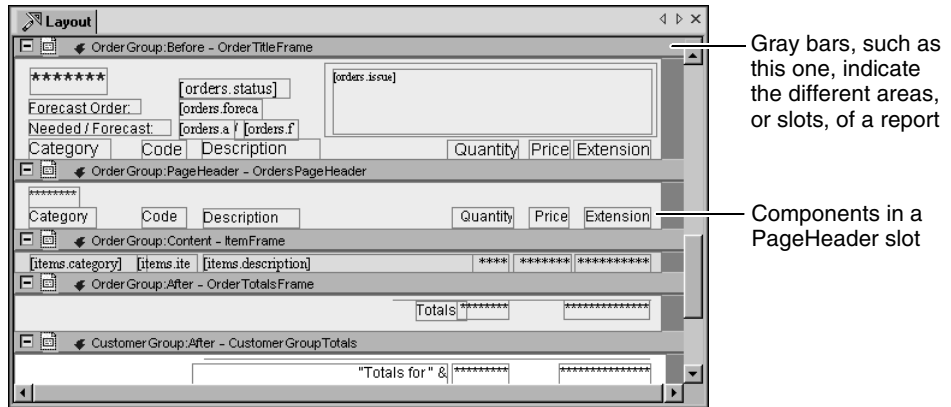 Layout
OrderGroup:Before - OrderTitleFrame
*******
[orders.status]
[orders.issue]
Forecast Order:
[orders.foreca
Needed / Forecast:
[orders.a / [orders.f
Category Code Description Quantity Price Extension
OrderGroup:PageHeader - OrdersPageHeader
********
Category Code Description Quantity Price Extension
OrderGroup:Content - ItemFrame
[items.category] [items.ite [items.description] **** ******* **********
OrderGroup:After - OrderTotalsFrame
Totals ******** **************
CustomerGroup:After - CustomerGroupTotals
"Totals for " & ********* ***************
Gray bars, such as
this one, indicate
the different areas,
or slots, of a report
Components in a
PageHeader slot